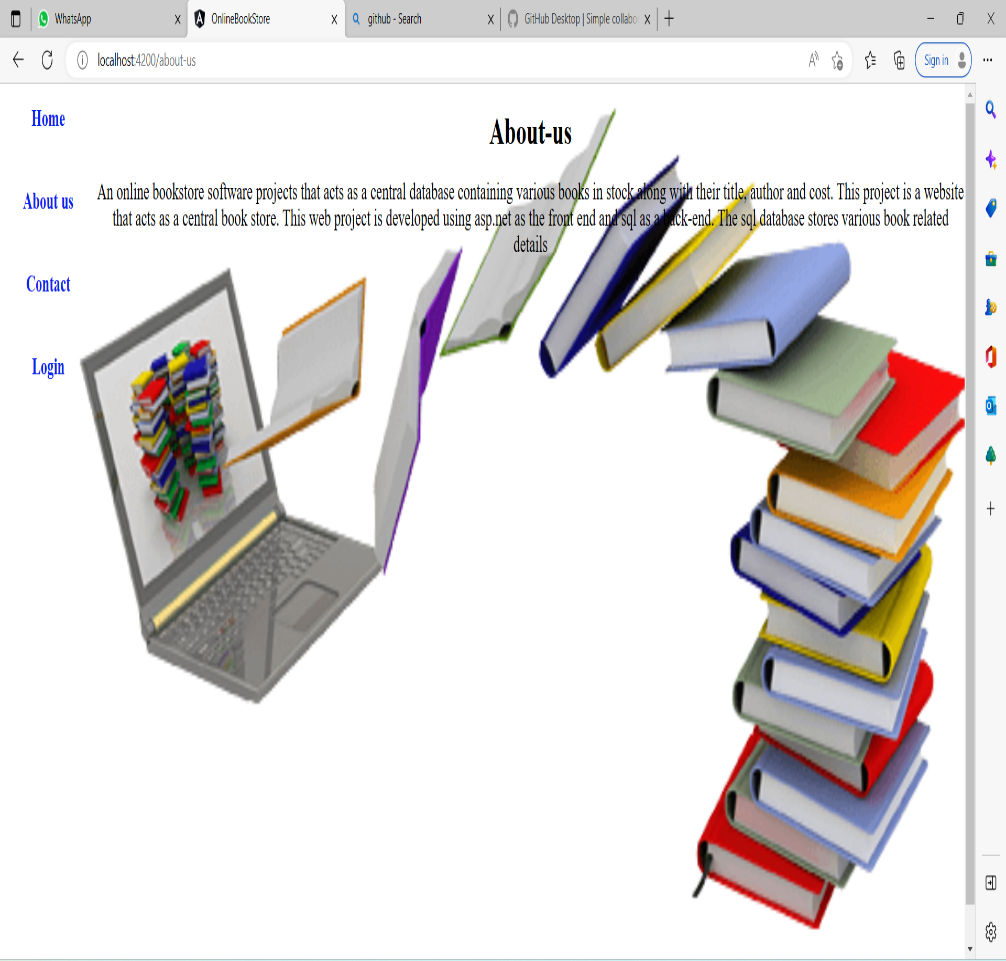 WhatsApp
OnlineBookStore
github - Search
GitHub Desktop | Simple collabo
localhost:4200/about-us
Sign in
Home
About us
Contact
Login
About-us
An online bookstore software projects that acts as a central database containing various books in stock along with their title, author and cost. This project is a website
that acts as a central book store. This web project is developed using asp.net as the front end and sql as a back-end. The sql database stores various book related
details